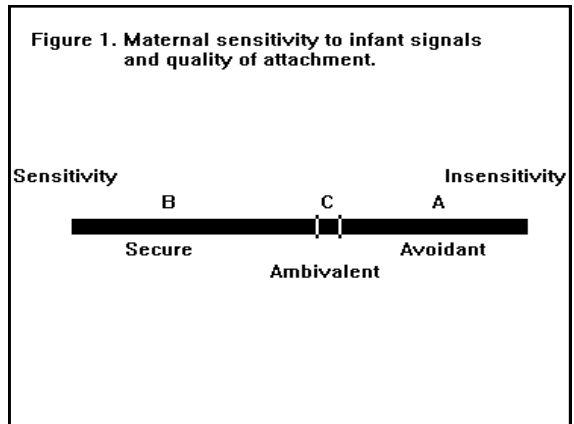 Figure 1. Maternal sensitivity to infant signals
and quality of attachment.
Sensitivity Insensitivity
B C A
Secure Avoidant
Ambivalent